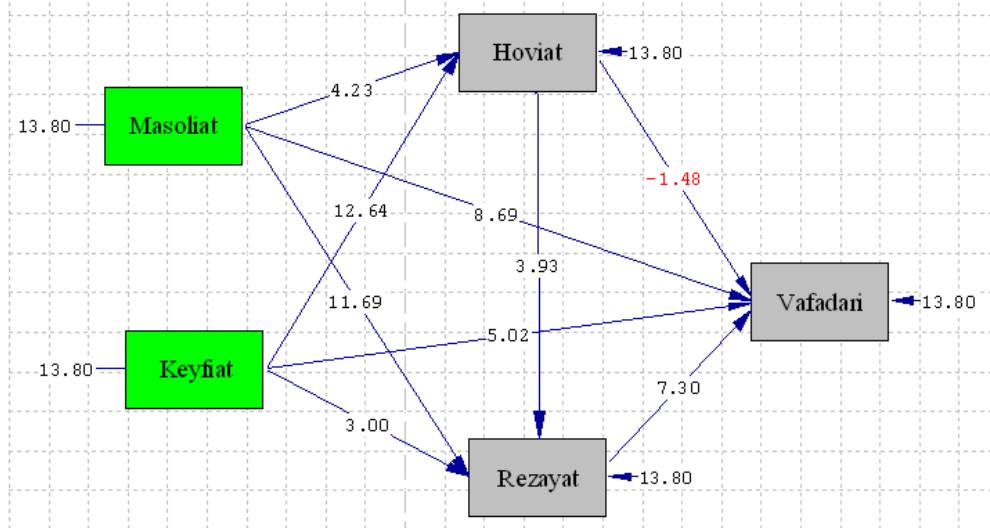 Hoviat
13.80
4.23
13.80
Masoliat
-1.48
12.64
8.69
3.93
11.69
Vafadari
13.80
5.02
13.80
Keyfiat
7.30
3.00
Rezayat
13.80